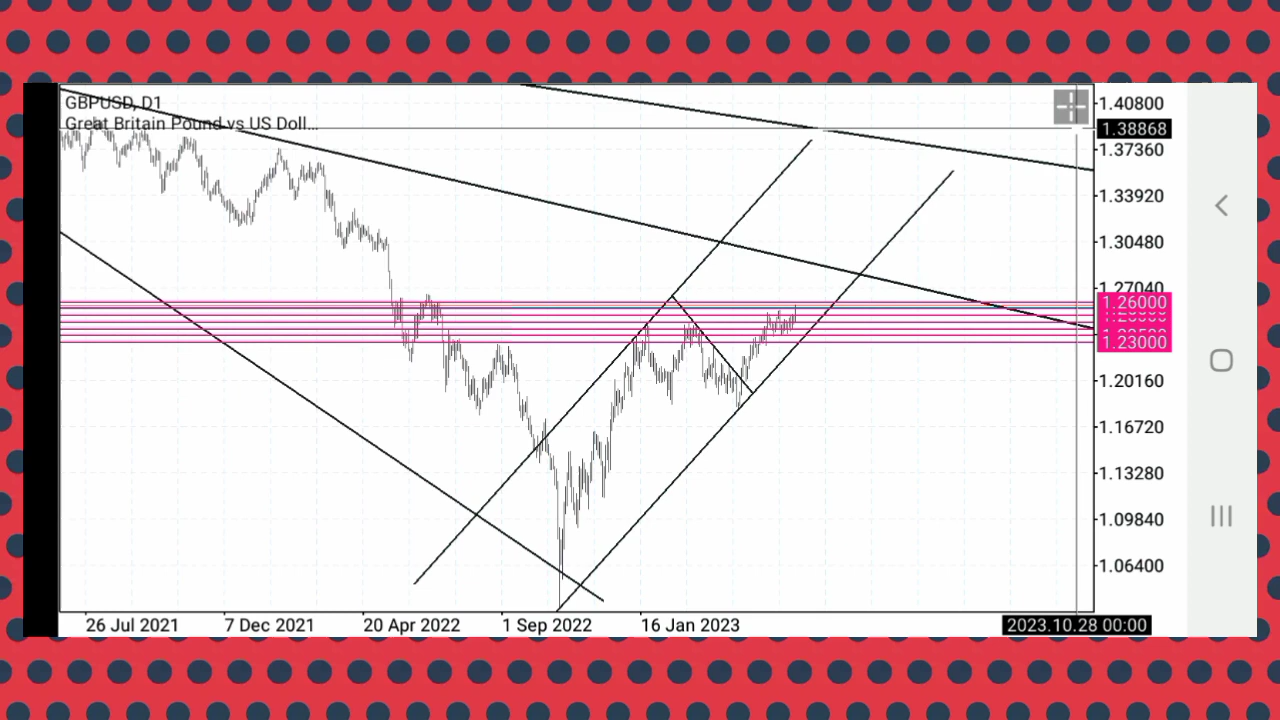 GBPUSD, D1
Great Britain Pound vs US Doll...
1.40800
1.38868
1.37360
1.33920
1.30480
1.27040
1.26000
1.23000
1.20160
1.16720
1.13280
1.09840
1.06400
26 Jul 2021
7 Dec 2021
20 Apr 2022
1 Sep 2022
16 Jan 2023
2023.10.28 00:00